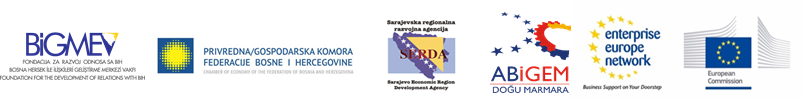 BiGMEV
FONDACIJA ZA RAZVOJ ODNOSA SA BIH
BOSNA HERSEK İLE İLİŞKİLERİ GELİŞTİRME MERKEZİ VAKFI
FOUNDATION FOR THE DEVELOPMENT OF RELATIONS WITH BIH
PRIVREDNA/GOSPODARSKA KOMORA
FEDERACIJE BOSNE I HERCEGOVINE
CHAMBER OF ECONOMY OF THE FEDERATION OF BOSNIA AND HERZEGOVINA
Sarajevska regionalna
razvojna agencija
SERDA
Sarajevo Economic Region
Development Agency
ABİGEM
DOĞU MARMARA
enterprise
europe
network
Business Support on Your Doorstep
European
Commission